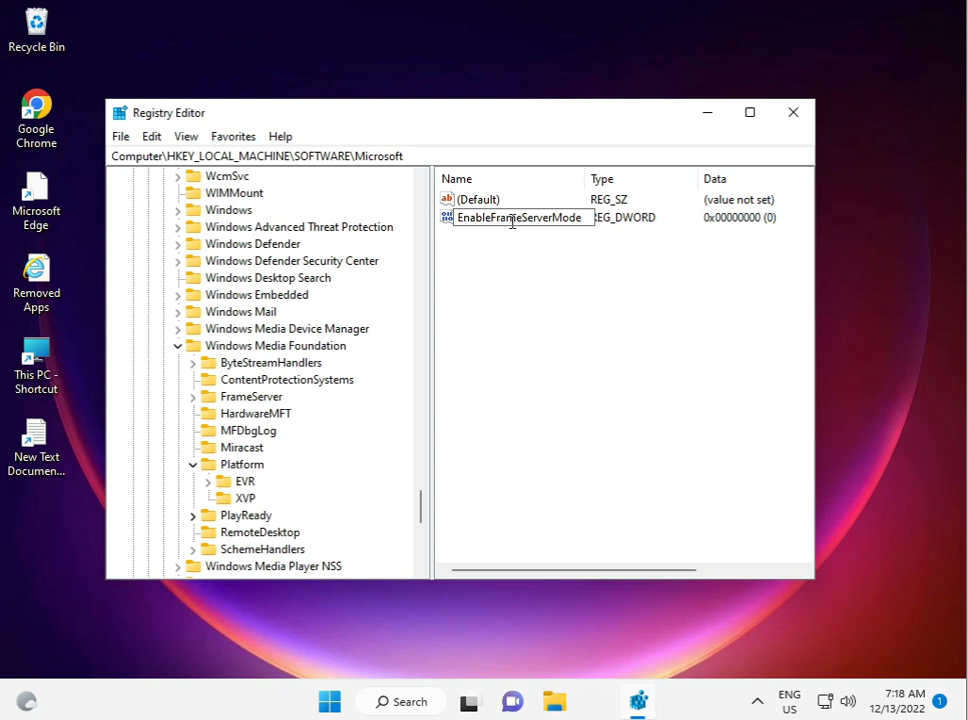 Recycle Bin
Google
Chrome
Microsoft
Edge
Removed
Apps
This PC -
Shortcut
New Text
Documen...
Registry Editor
File Edit View Favorites Help
Computer\HKEY_LOCAL_MACHINE\SOFTWARE\Microsoft
WcmSvc
WIMMount
Windows
Windows Advanced Threat Protection
Windows Defender
Windows Defender Security Center
Windows Desktop Search
Windows Embedded
Windows Mail
Windows Media Device Manager
Windows Media Foundation
ByteStreamHandlers
ContentProtectionSystems
FrameServer
HardwareMFT
MFDbgLog
Miracast
Platform
EVR
XVP
PlayReady
RemoteDesktop
SchemeHandlers
Windows Media Player NSS
Name Type Data
ab (Default) REG_SZ (value not set)
EnableFrameServerMode REG_DWORD 0x00000000 (0)
Search
ENG
US
7:18 AM
12/13/2022
1